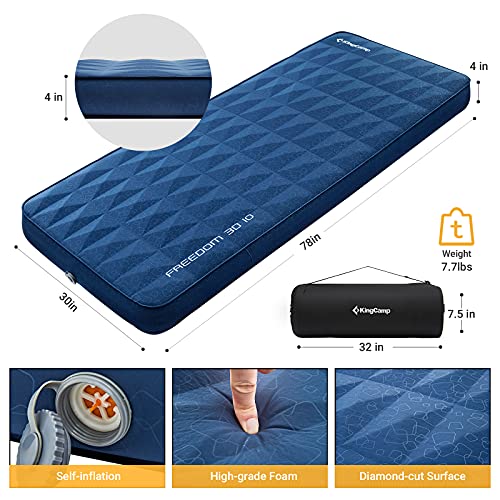 KingCamp
4 in
4 in
FREEDOM 3D 10
78in
30in
t
Weight
7.7lbs
KingCamp
7.5 in
32 in
Self-inflation
High-grade Foam
Diamond-cut Surface